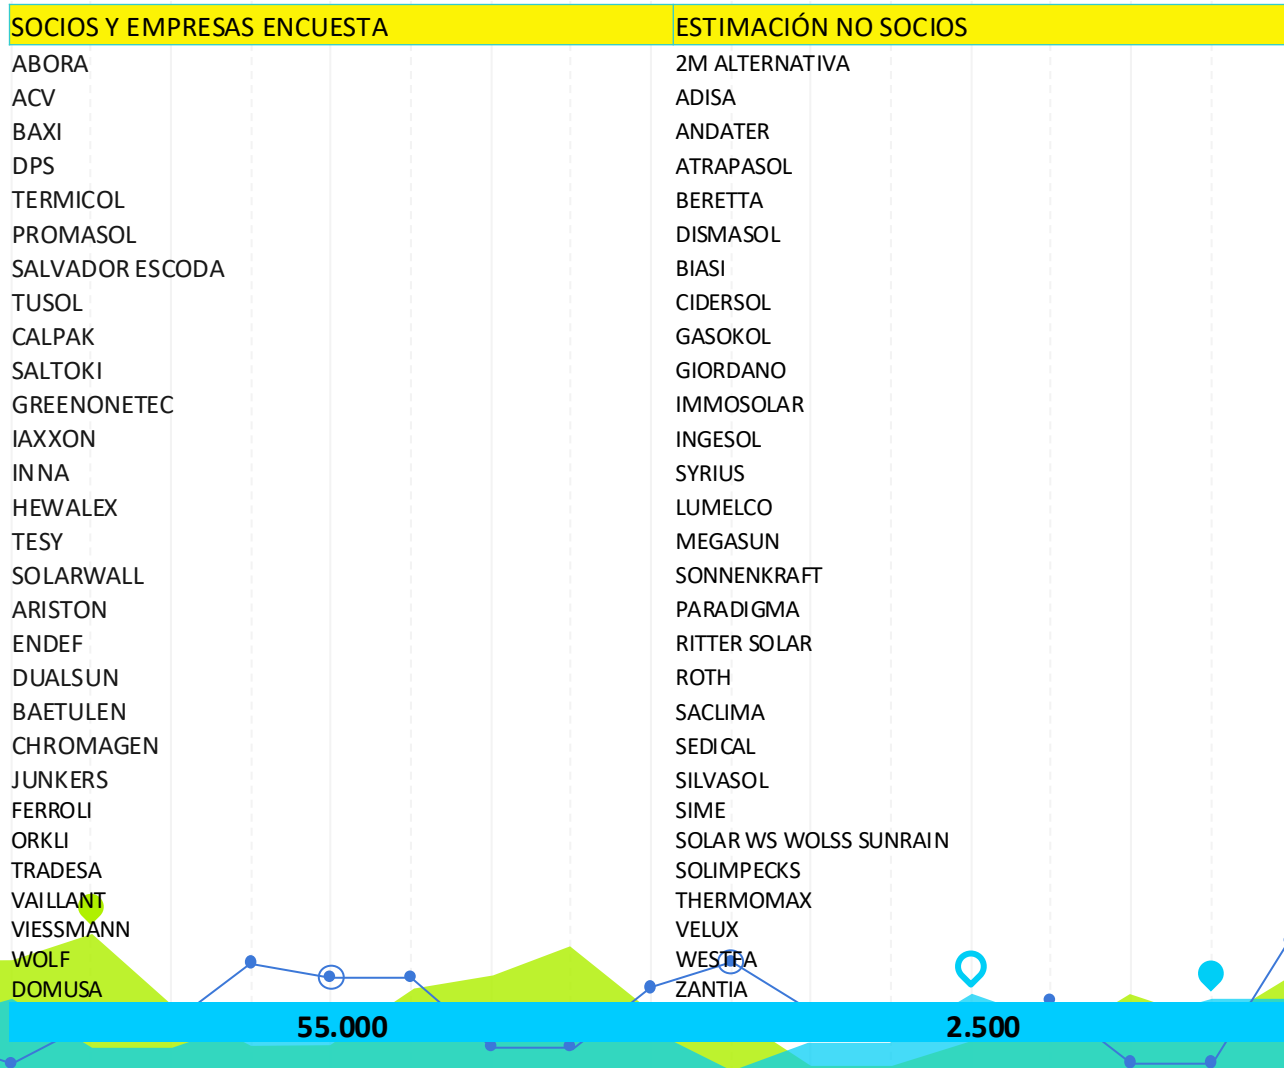 SOCIOS Y EMPRESAS ENCUESTA
ESTIMACIÓN NO SOCIOS
ABORA
2M ALTERNATIVA
ACV
ADISA
BAXI
ANDATER
DPS
ATRAPASOL
TERMICOL
BERETTA
PROMASOL
DISMASOL
SALVADOR ESCODA
BIASI
TUSOL
CIDERSOL
CALPAK
GASOKOL
SALTOKI
GIORDANO
GREENONETEC
IMMOSOLAR
IAXXON
INGESOL
INNA
SYRIUS
HEWALEX
LUMELCO
TESY
MEGASUN
SOLARWALL
SONNENKRAFT
ARISTON
PARADIGMA
ENDEF
RITTER SOLAR
DUALSUN
ROTH
BAETULEN
SACLIMA
CHROMAGEN
SEDICAL
JUNKERS
SILVASOL
FERROLI
SIME
ORKLI
SOLAR WS WOLSS SUNRAIN
TRADESA
SOLIMPECKS
VAILLANT
THERMOMAX
VIESSMANN
VELUX
WOLF
WESTFA
DOMUSA
ZANTIA
55.000
2.500